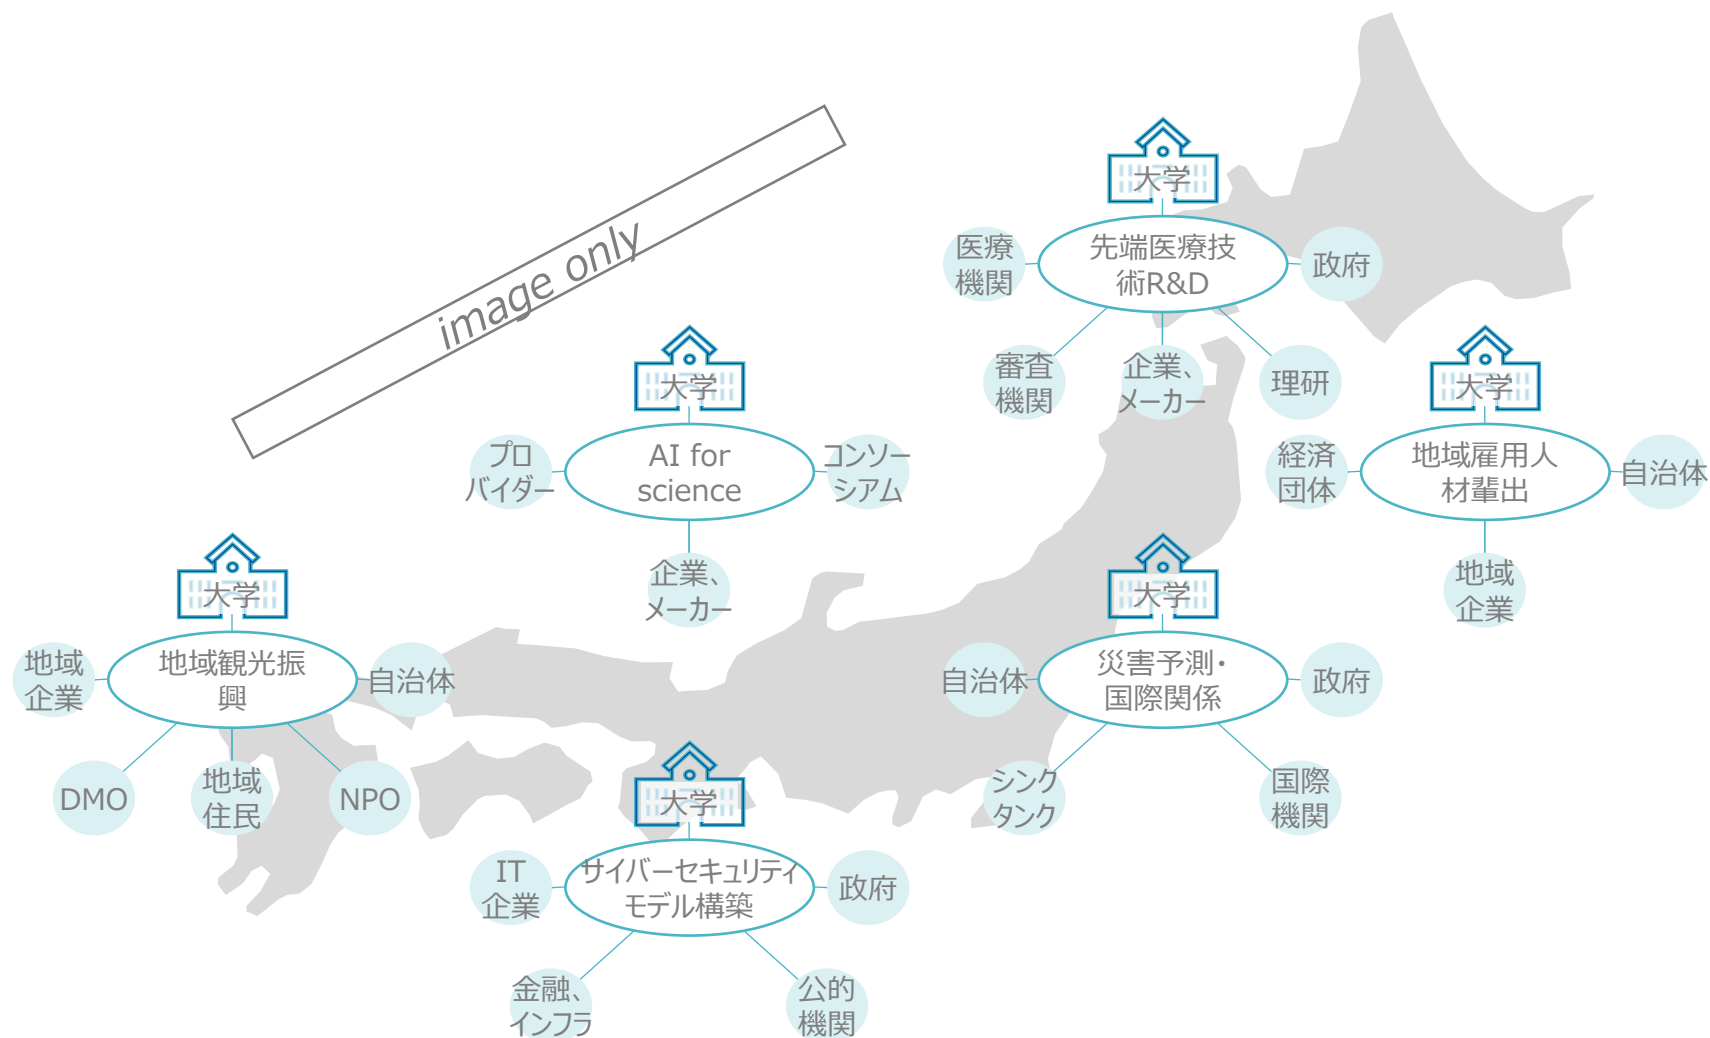 image only
大学
医療
機関
先端医療技
術R&D
政府
審査
機関
企業、
メーカー
理研
大学
プロ
バイダー
AI for
science
コンソー
シアム
企業、
メーカー
大学
経済
団体
地域雇用人
材輩出
自治体
地域
企業
大学
地域
企業
地域観光振
興
自治体
DMO
地域
住民
NPO
大学
自治体
災害予測・
国際関係
政府
シンク
タンク
国際
機関
大学
IT
企業
サイバーセキュリティ
モデル構築
政府
金融、
インフラ
公的
機関